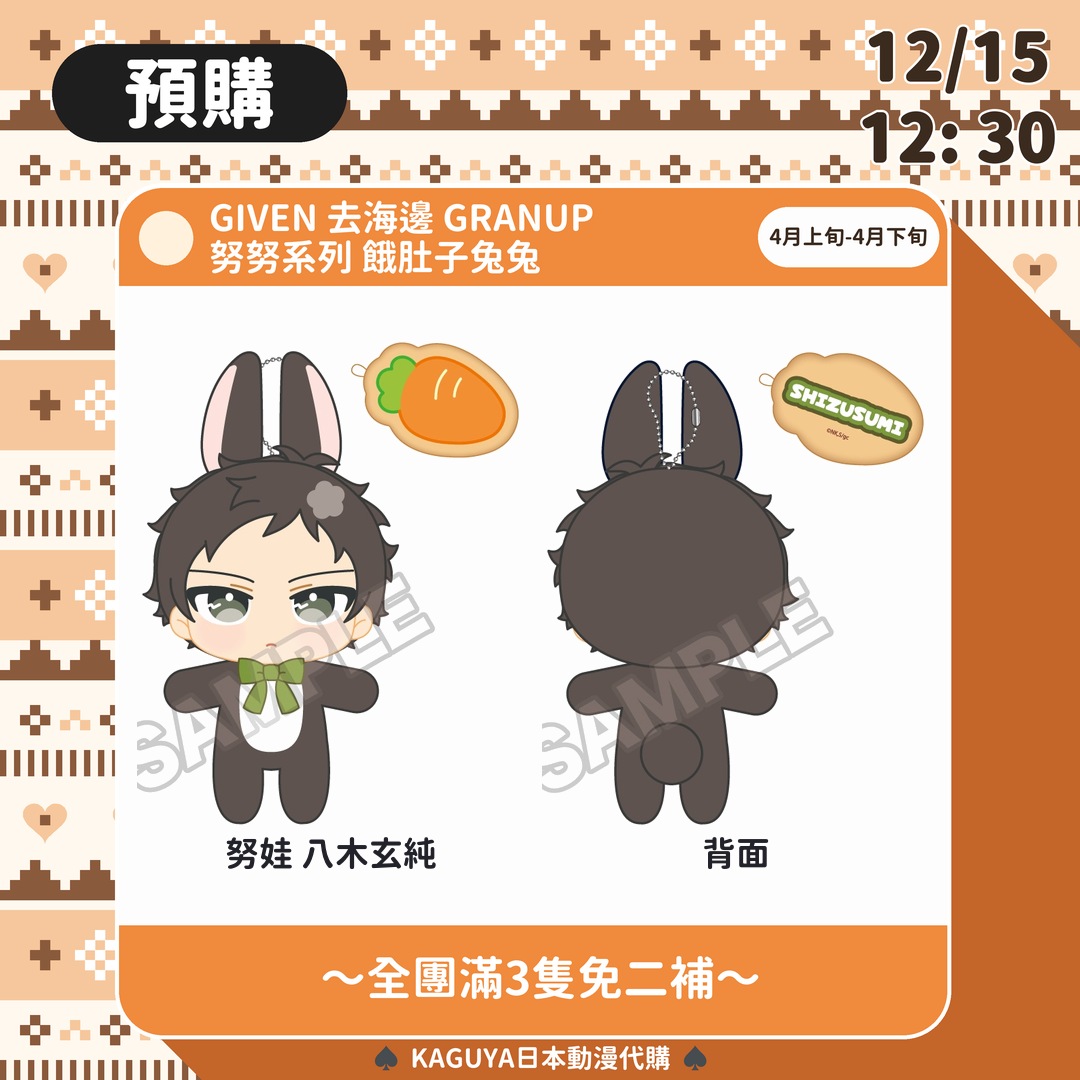 預購
12/15
12: 30
GIVEN 去海邊 GRANUP
努努系列 餓肚子兔兔
4月上旬-4月下旬
SHIZUSUMI
©NK,S/gc
SAMPLE
SAMPLE
努娃 八木玄純
背面
～全團滿3隻免二補～
♠ KAGUYA日本動漫代購 ♠